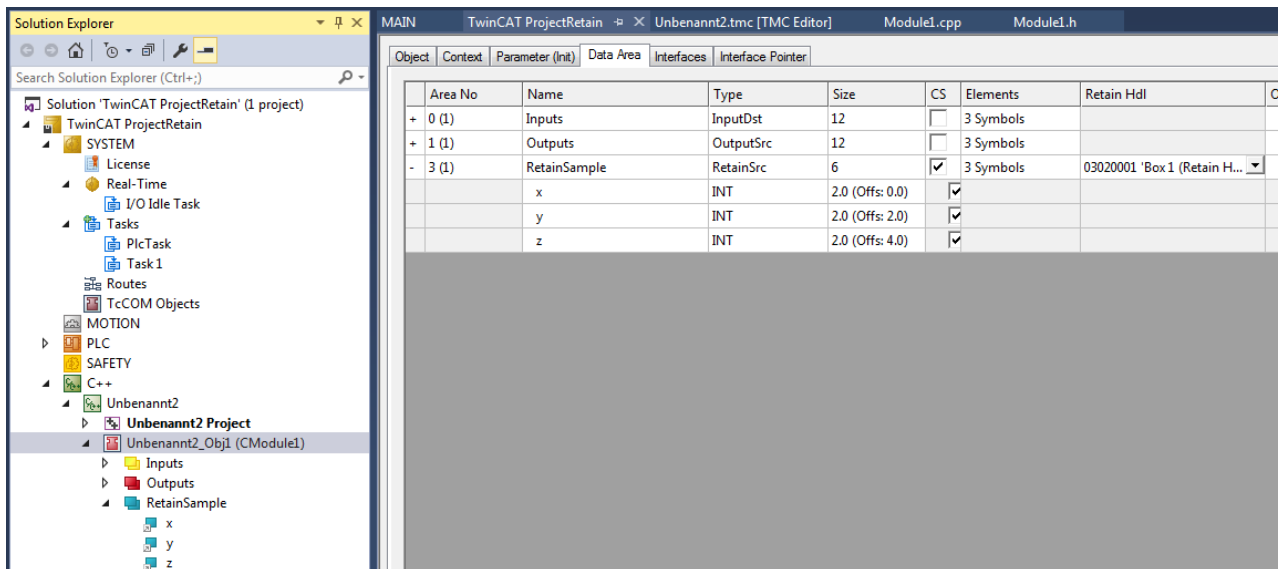 Solution Explorer
Search Solution Explorer (Ctrl+;)
Solution 'TwinCAT ProjectRetain' (1 project)
TwinCAT ProjectRetain
SYSTEM
License
Real-Time
I/O Idle Task
Tasks
PlcTask
Task 1
Routes
TcCOM Objects
MOTION
PLC
SAFETY
C++
Unbenannt2
Unbenannt2 Project
Unbenannt2_Obj1 (CModule1)
Inputs
Outputs
RetainSample
x
y
z
MAIN TwinCAT ProjectRetain Unbenannt2.tmc [TMC Editor] Module1.cpp Module1.h
Object Context Parameter (Init) Data Area Interfaces Interface Pointer
Area No Name Type Size CS Elements Retain Hdl
+ 0 (1) Inputs InputDst 12 3 Symbols
+ 1 (1) Outputs OutputSrc 12 3 Symbols
- 3 (1) RetainSample RetainSrc 6 3 Symbols 03020001 'Box 1 (Retain H...
x INT 2.0 (Offs: 0.0)
y INT 2.0 (Offs: 2.0)
z INT 2.0 (Offs: 4.0)